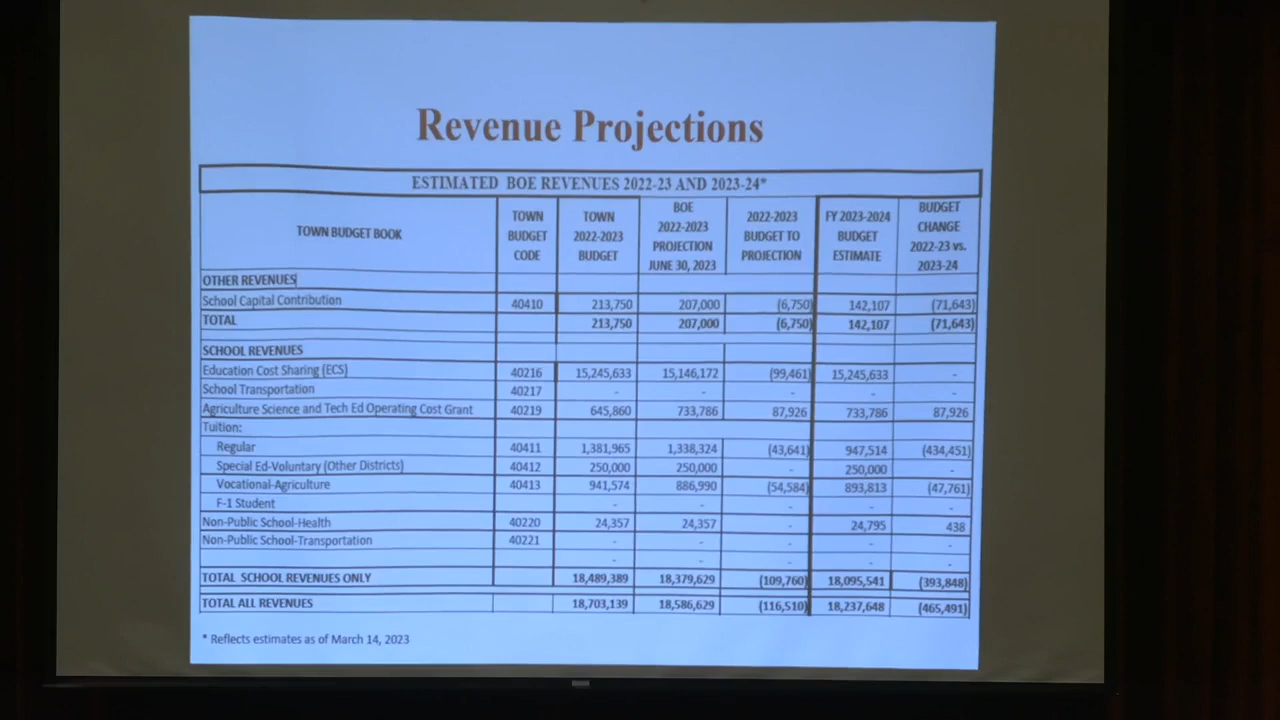 Revenue Projections
ESTIMATED BOE REVENUES 2022-23 AND 2023-24*
TOWN BUDGET BOOK	TOWN BUDGET CODE	TOWN 2022-2023 BUDGET	BOE 2022-2023 PROJECTION JUNE 30, 2023	2022-2023 BUDGET TO PROJECTION	FY 2023-2024 BUDGET ESTIMATE	BUDGET CHANGE 2022-23 vs. 2023-24
OTHER REVENUES
School Capital Contribution	40410	213,750	207,000	(6,750)	142,107	(71,643)
TOTAL		213,750	207,000	(6,750)	142,107	(71,643)
SCHOOL REVENUES
Education Cost Sharing (ECS)	40216	15,245,633	15,146,172	(99,461)	15,245,633	-
School Transportation	40217	-	-	-	-	-
Agriculture Science and Tech Ed Operating Cost Grant	40219	645,860	733,786	87,926	733,786	87,926
Tuition:
Regular	40411	1,381,965	1,338,324	(43,641)	947,514	(434,451)
Special Ed-Voluntary (Other Districts)	40412	250,000	250,000	-	250,000	-
Vocational-Agriculture	40413	941,574	886,990	(54,584)	893,813	(47,761)
F-1 Student		-	-	-	-	-
Non-Public School-Health	40220	24,357	24,357	-	24,795	438
Non-Public School-Transportation	40221	-	-	-	-	-
		-	-	-	-	-
TOTAL SCHOOL REVENUES ONLY		18,489,389	18,379,629	(109,760)	18,095,541	(393,848)
TOTAL ALL REVENUES		18,703,139	18,586,629	(116,510)	18,237,648	(465,491)
* Reflects estimates as of March 14, 2023